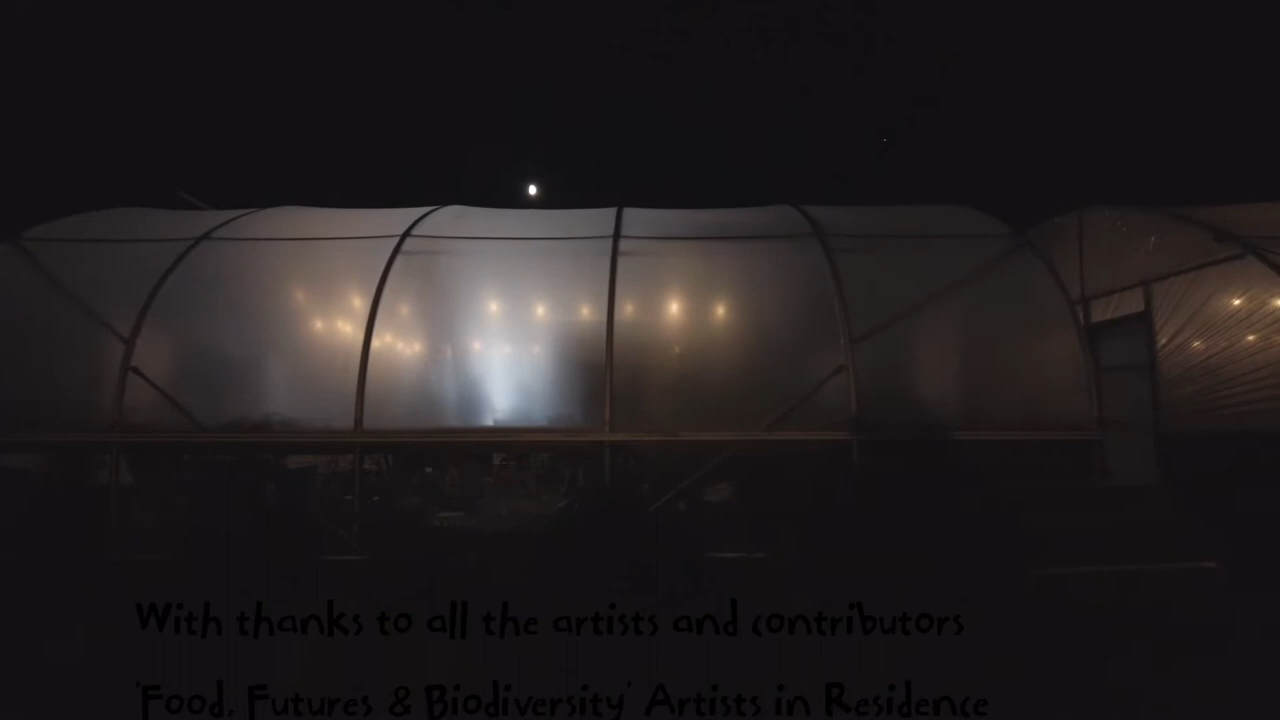 With thanks to all the artists and contributors
'Food, Futures & Biodiversity' Artists in Residence